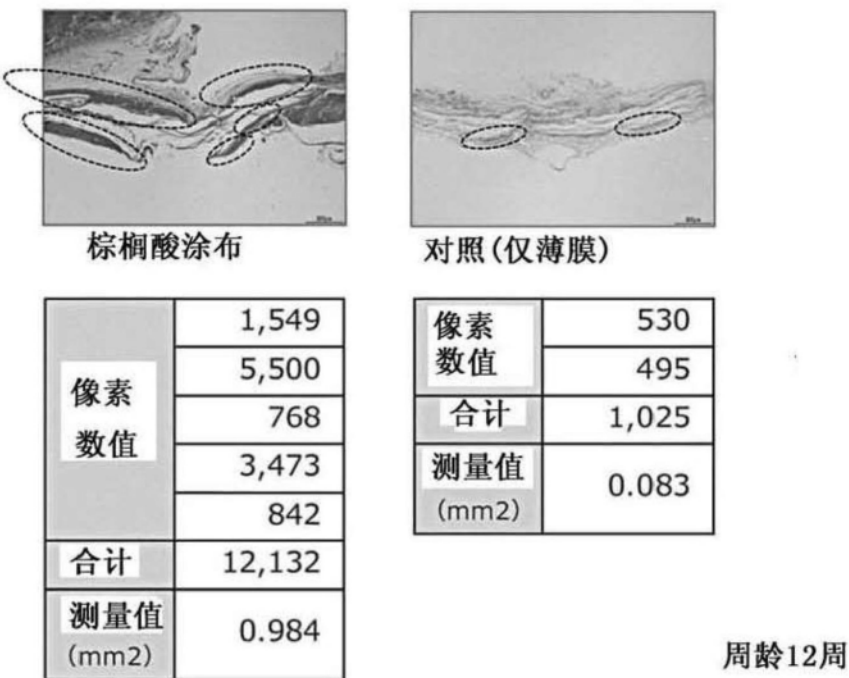 棕榈酸涂布
对照(仅薄膜)
像素
数值
1,549
5,500
768
3,473
842
合计
12,132
测量值
(mm2)
0.984
像素
数值
530
495
合计
1,025
测量值
(mm2)
0.083
周龄12周